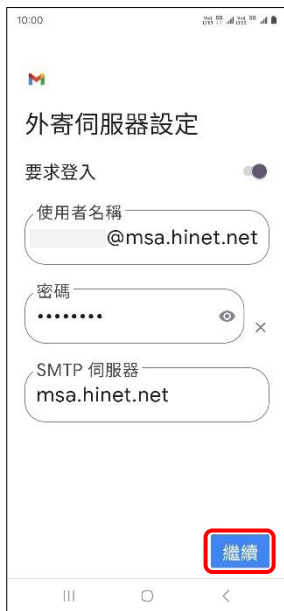 10:00
外寄伺服器設定
要求登入
使用者名稱
@msa.hinet.net
密碼
••••••••
SMTP 伺服器
msa.hinet.net
繼續